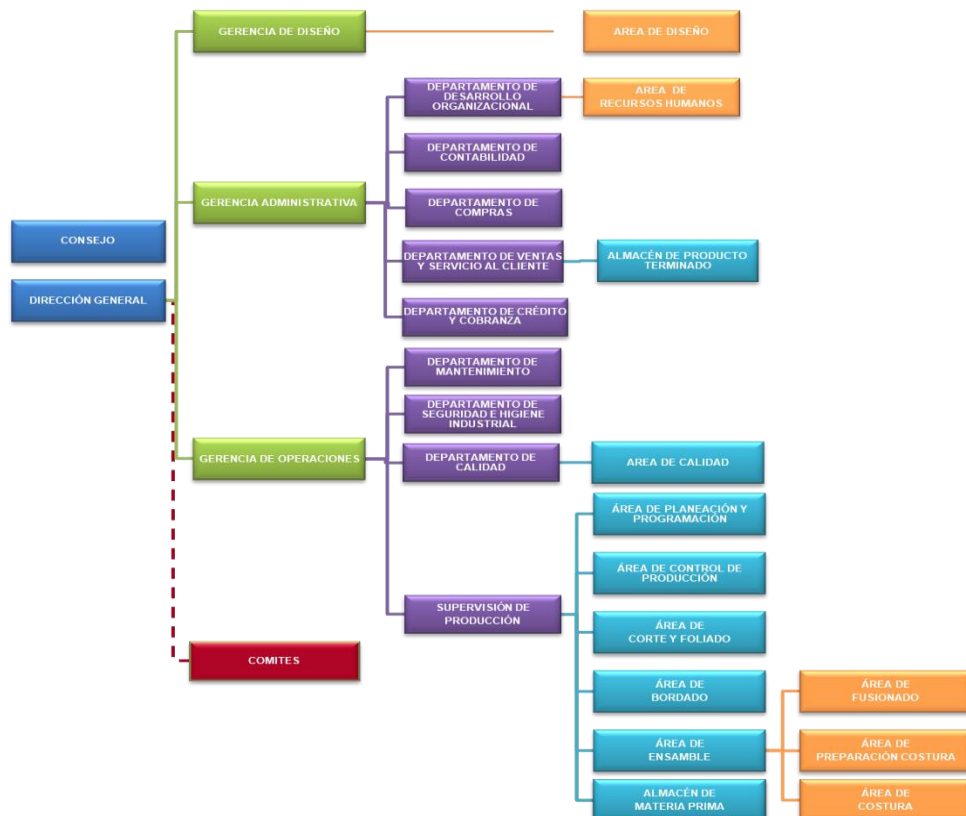 GERENCIA DE DISEÑO
AREA DE DISEÑO
DEPARTAMENTO DE
DESARROLLO
ORGANIZACIONAL
AREA DE
RECURSOS HUMANOS
DEPARTAMENTO DE
CONTABILIDAD
GERENCIA ADMINISTRATIVA
DEPARTAMENTO DE
COMPRAS
CONSEJO
DEPARTAMENTO DE VENTAS
Y SERVICIO AL CLIENTE
ALMACÉN DE PRODUCTO
TERMINADO
DIRECCIÓN GENERAL
DEPARTAMENTO DE CRÉDITO
Y COBRANZA
DEPARTAMENTO DE
MANTENIMIENTO
DEPARTAMENTO DE
SEGURIDAD E HIGIENE
INDUSTRIAL
GERENCIA DE OPERACIONES
DEPARTAMENTO DE
CALIDAD
AREA DE CALIDAD
ÁREA DE PLANEACIÓN Y
PROGRAMACIÓN
ÁREA DE CONTROL DE
PRODUCCIÓN
SUPERVISIÓN DE
PRODUCCIÓN
ÁREA DE
CORTE Y FOLIADO
COMITES
ÁREA DE
BORDADO
ÁREA DE
FUSIONADO
ÁREA DE
ENSAMBLE
ÁREA DE
PREPARACIÓN COSTURA
ALMACÉN DE
MATERIA PRIMA
ÁREA DE
COSTURA